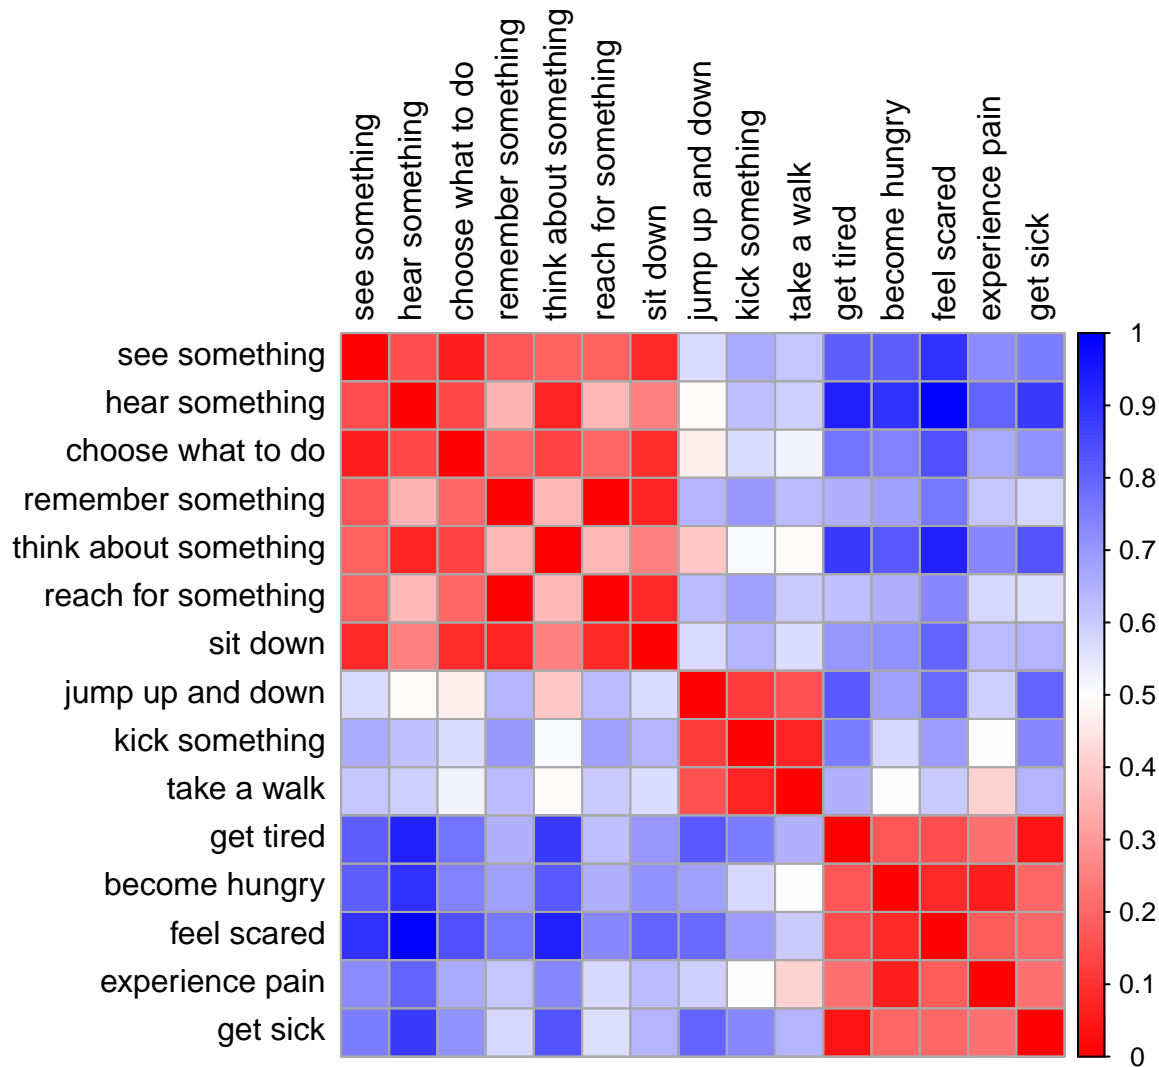 see something
hear something
choose what to do
remember something
think about something
reach for something
sit down
jump up and down
kick something
take a walk
get tired
become hungry
feel scared
experience pain
get sick
see something
hear something
choose what to do
remember something
think about something
reach for something
sit down
jump up and down
kick something
take a walk
get tired
become hungry
feel scared
experience pain
get sick
1
0.9
0.8
0.7
0.6
0.5
0.4
0.3
0.2
0.1
0